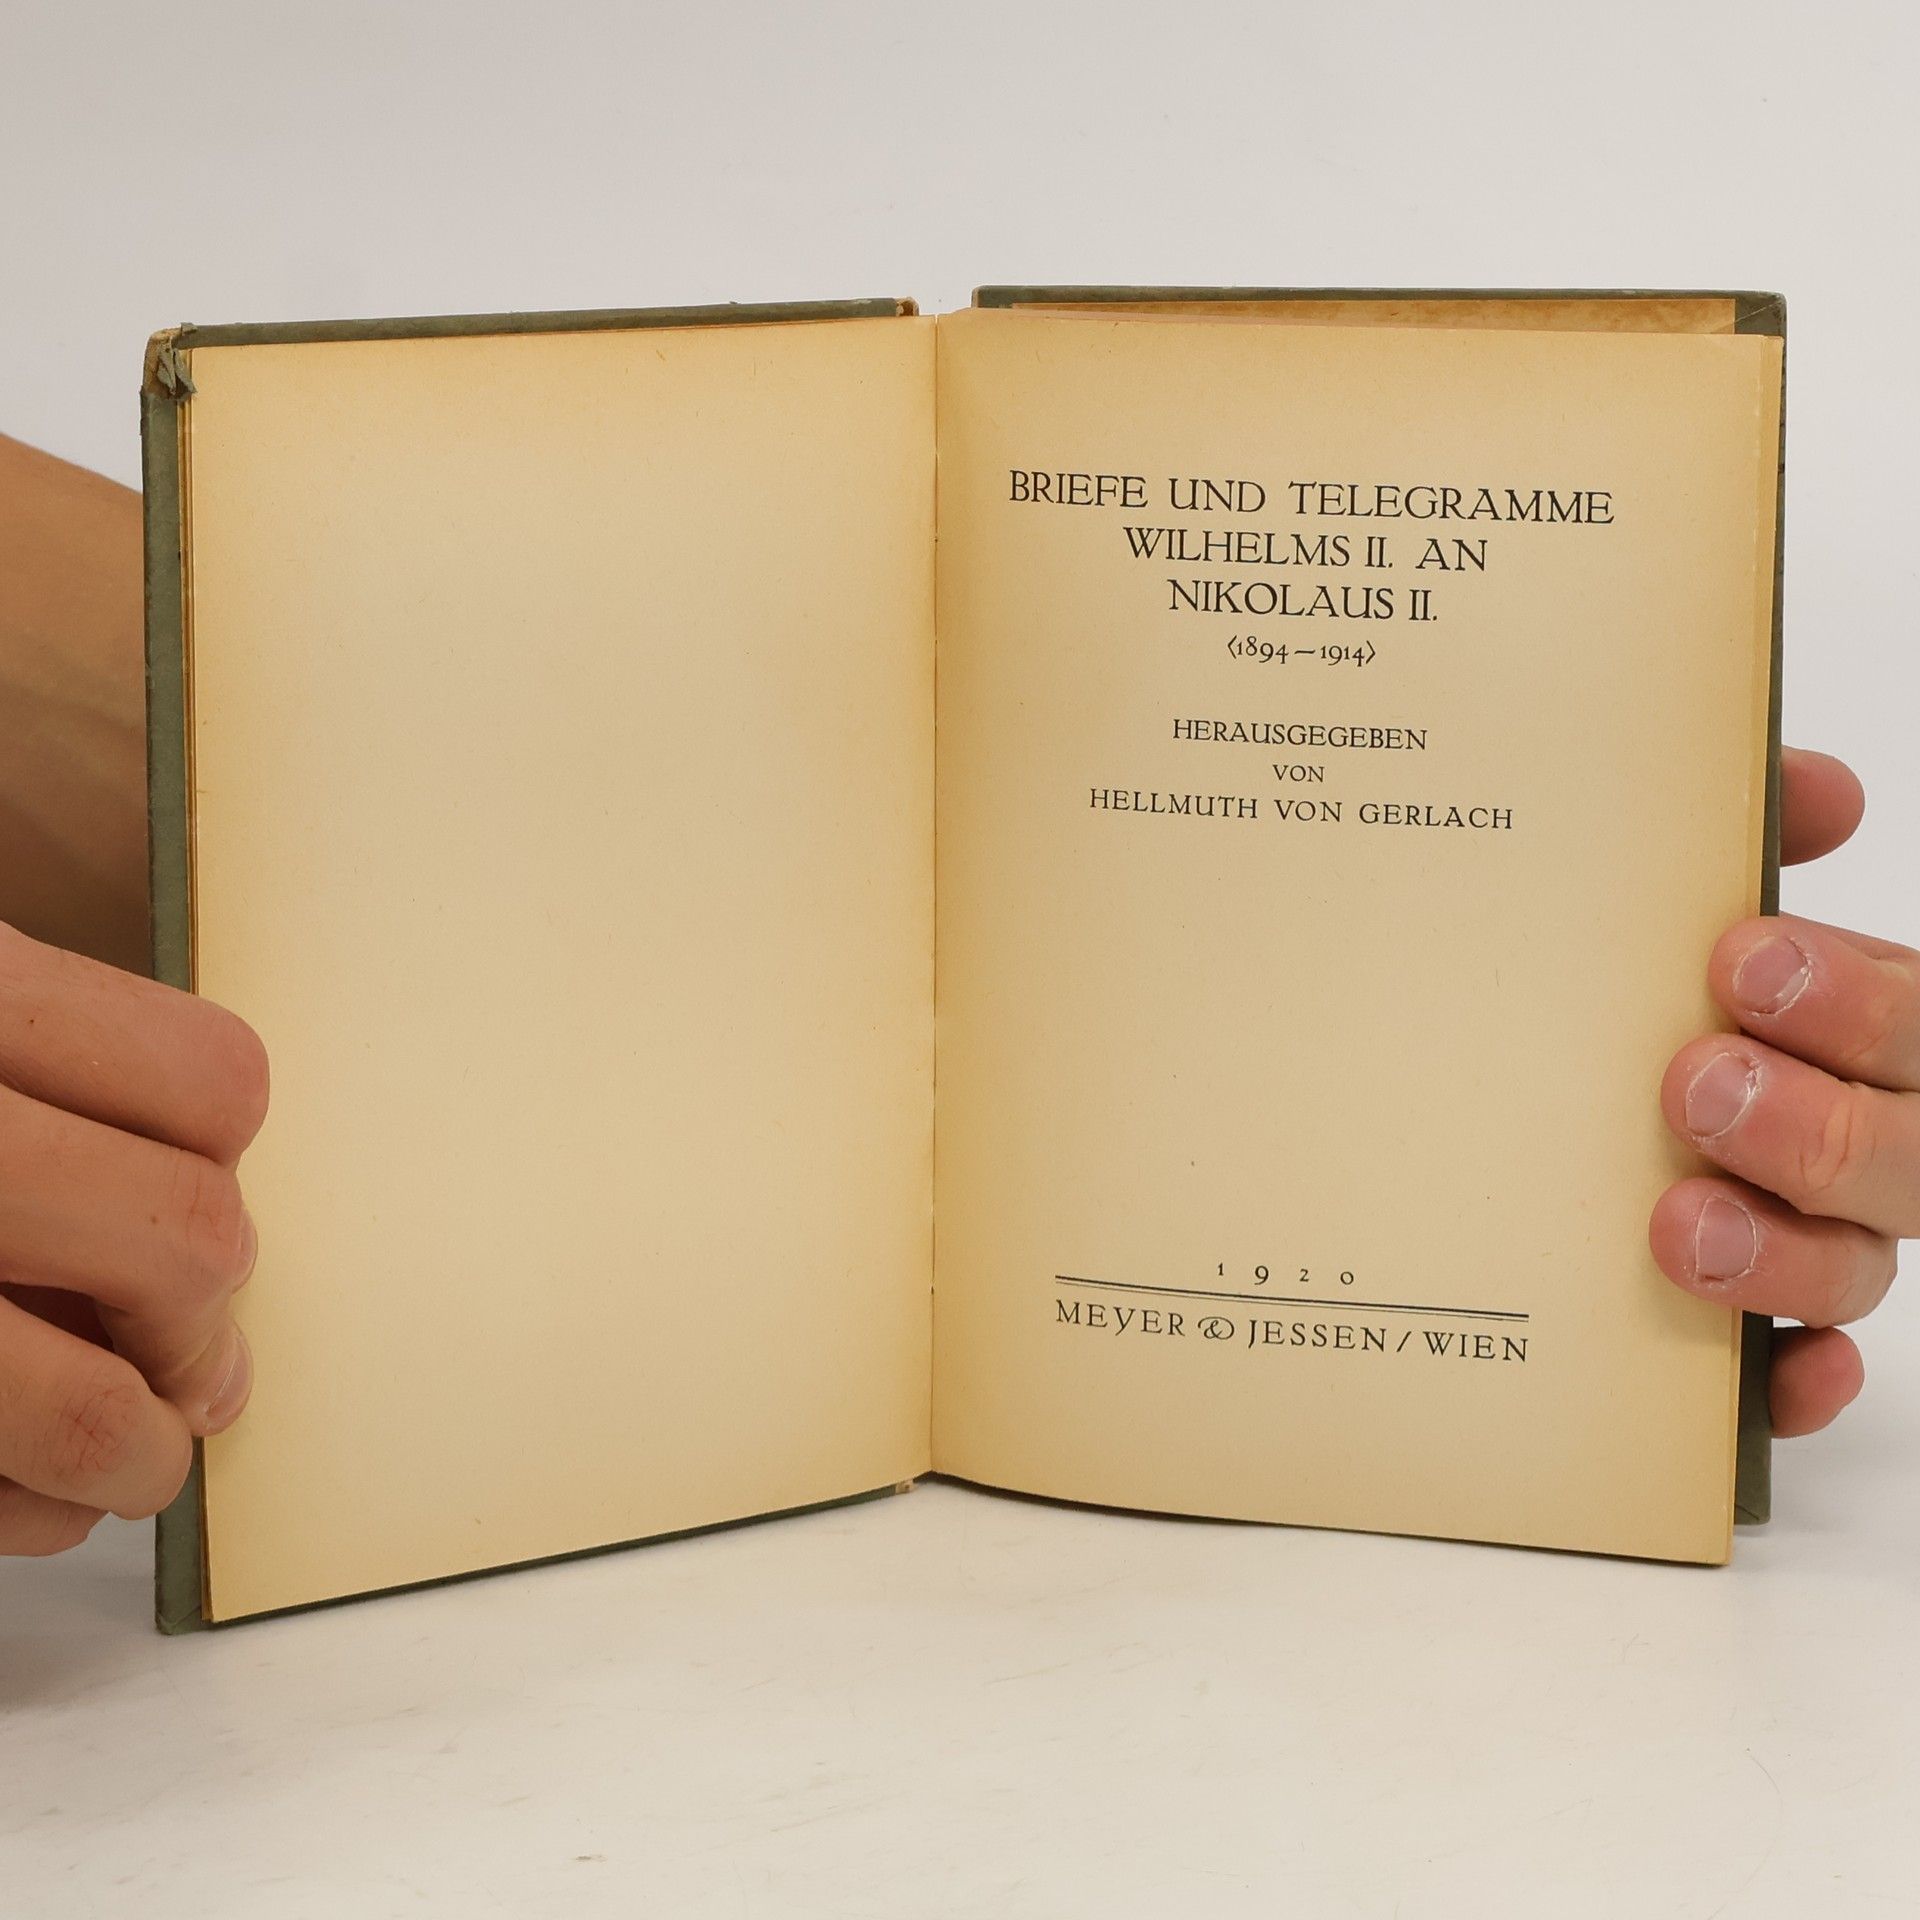 BRIEFE UND TELEGRAMME
WILHELMS II. AN
NIKOLAUS II.
⟨1894—1914⟩
HERAUSGEGEBEN
VON
HELLMUTH VON GERLACH
1920
MEYER & JESSEN / WIEN